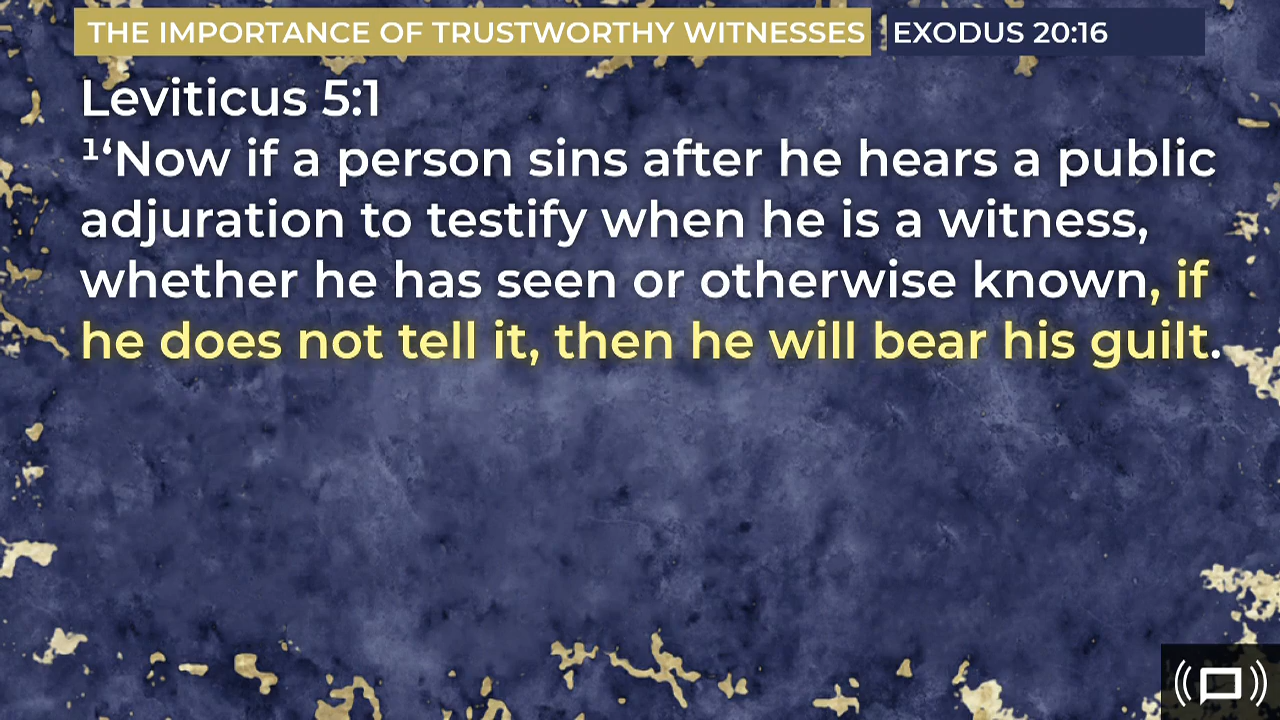 THE IMPORTANCE OF TRUSTWORTHY WITNESSES EXODUS 20:16
Leviticus 5:1
¹‘Now if a person sins after he hears a public
adjuration to testify when he is a witness,
whether he has seen or otherwise known, if
he does not tell it, then he will bear his guilt.